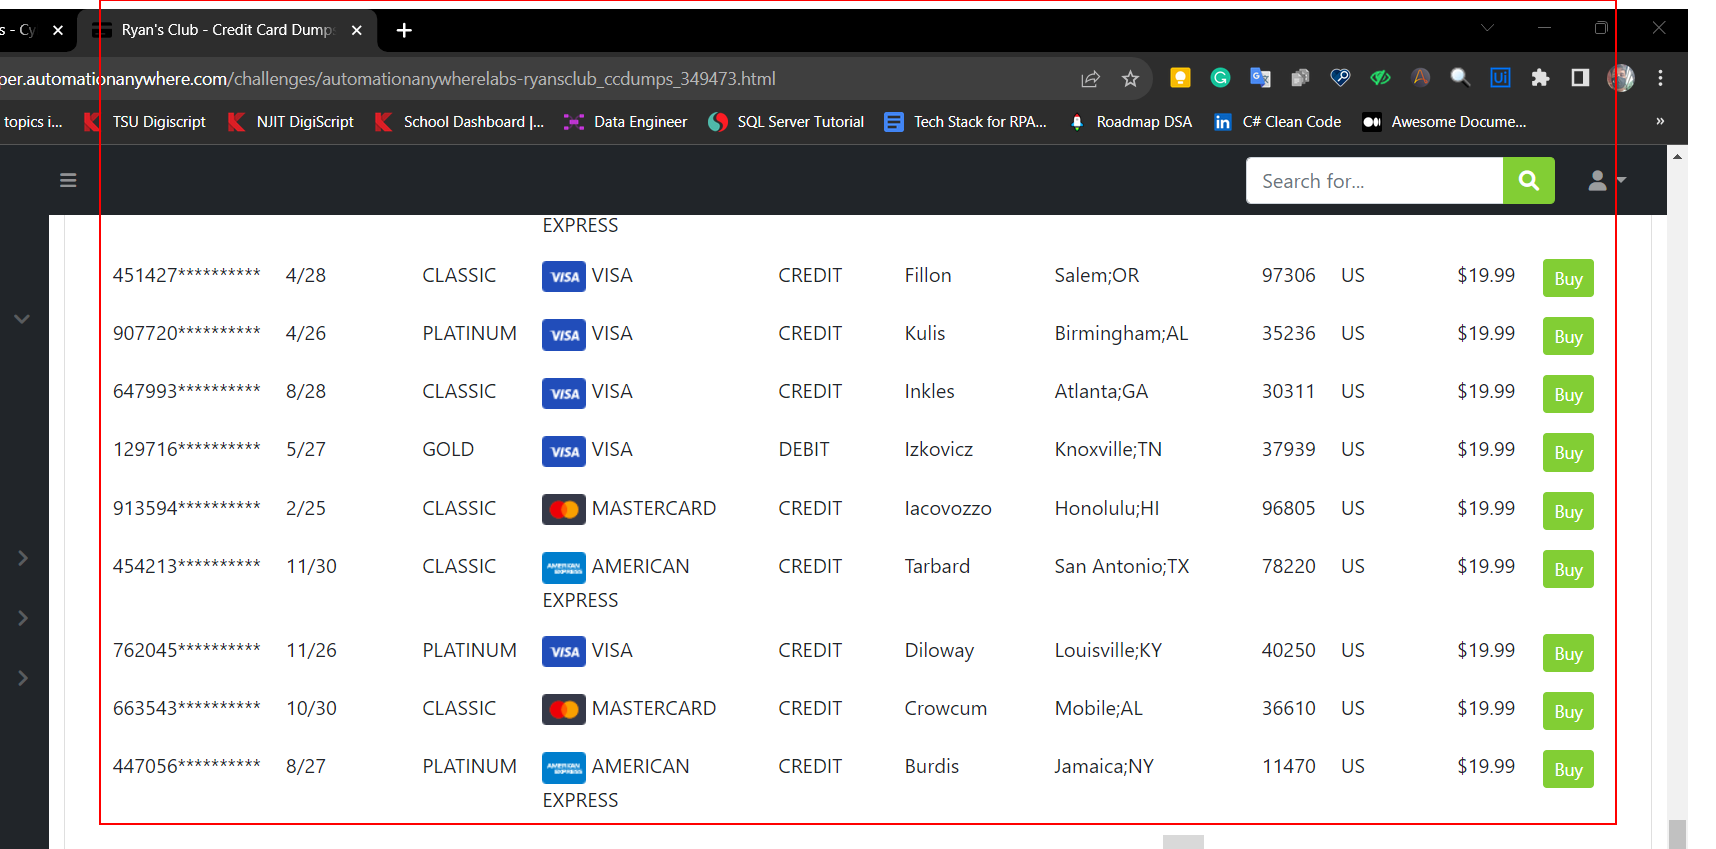 s - Cy Ryan's Club - Credit Card Dumps
per.automationanywhere.com/challenges/automationanywherelabs-ryansclub_ccdumps_349473.html
topics i... TSU Digiscript NJIT DigiScript School Dashboard |... Data Engineer SQL Server Tutorial Tech Stack for RPA... Roadmap DSA C# Clean Code Awesome Docume... »
Search for...
EXPRESS
451427********** 4/28 CLASSIC VISA VISA CREDIT Fillon Salem;OR 97306 US $19.99 Buy
907720********** 4/26 PLATINUM VISA VISA CREDIT Kulis Birmingham;AL 35236 US $19.99 Buy
647993********** 8/28 CLASSIC VISA VISA CREDIT Inkles Atlanta;GA 30311 US $19.99 Buy
129716********** 5/27 GOLD VISA VISA DEBIT Izkovicz Knoxville;TN 37939 US $19.99 Buy
913594********** 2/25 CLASSIC MASTERCARD CREDIT Iacovozzo Honolulu;HI 96805 US $19.99 Buy
454213********** 11/30 CLASSIC AMERICAN EXPRESS AMERICAN CREDIT Tarbard San Antonio;TX 78220 US $19.99 Buy
EXPRESS
762045********** 11/26 PLATINUM VISA VISA CREDIT Diloway Louisville;KY 40250 US $19.99 Buy
663543********** 10/30 CLASSIC MASTERCARD CREDIT Crowcum Mobile;AL 36610 US $19.99 Buy
447056********** 8/27 PLATINUM AMERICAN EXPRESS AMERICAN CREDIT Burdis Jamaica;NY 11470 US $19.99 Buy
EXPRESS